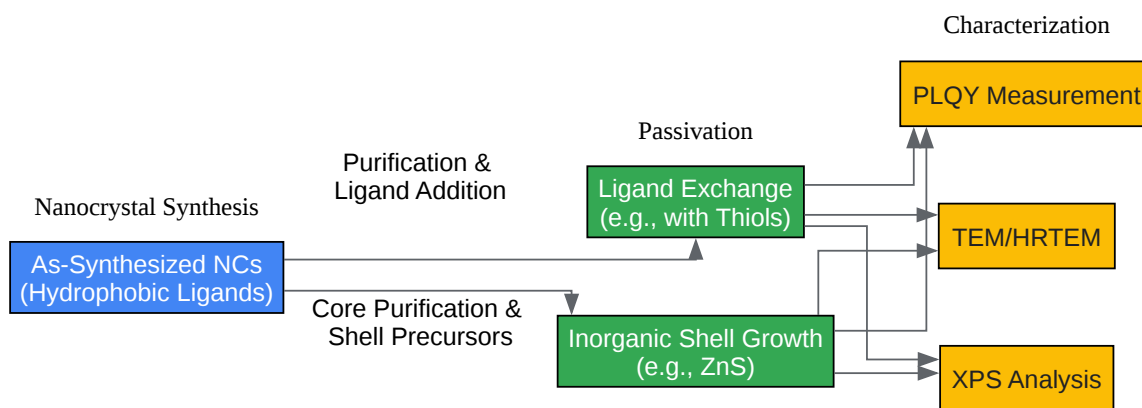 Nanocrystal Synthesis
As-Synthesized NCs
(Hydrophobic Ligands)
Purification &
Ligand Addition
Core Purification &
Shell Precursors
Passivation
Ligand Exchange
(e.g., with Thiols)
Inorganic Shell Growth
(e.g., ZnS)
Characterization
PLQY Measurement
TEM/HRTEM
XPS Analysis